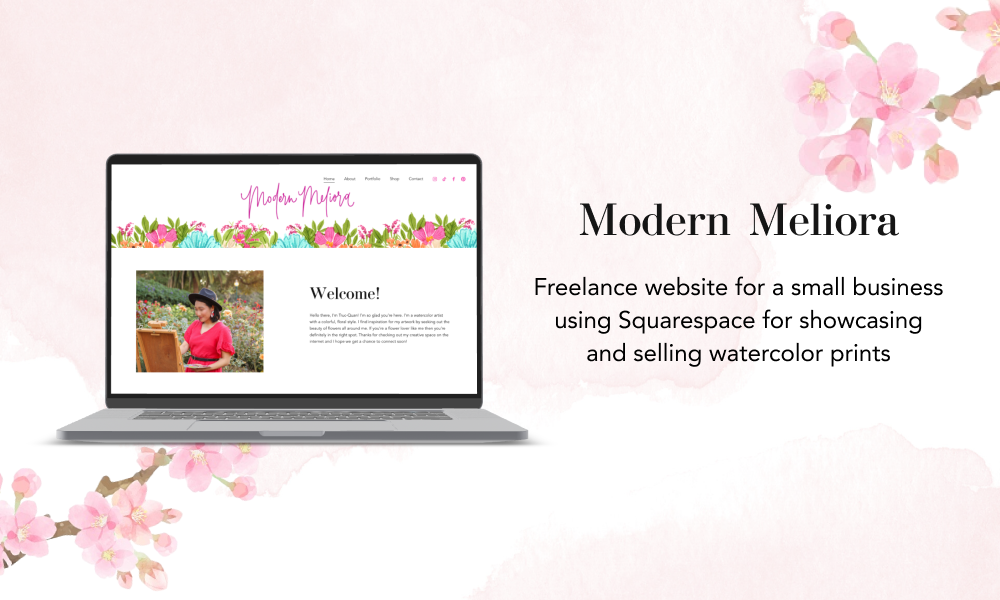 Home About Portfolio Shop Contact
Modern Meliora
Welcome!
Hello there, I'm Truc Quan! I'm so glad you're here. I'm a watercolor artist
with a colorful, floral style. I find inspiration for my artwork by seeking out the
beauty of flowers all around me. If you're a flower lover like me then you're
definitely in the right spot. Thanks for checking out my creative space on the
internet and I hope we get a chance to connect soon!
Modern Meliora
Freelance website for a small business
using Squarespace for showcasing
and selling watercolor prints